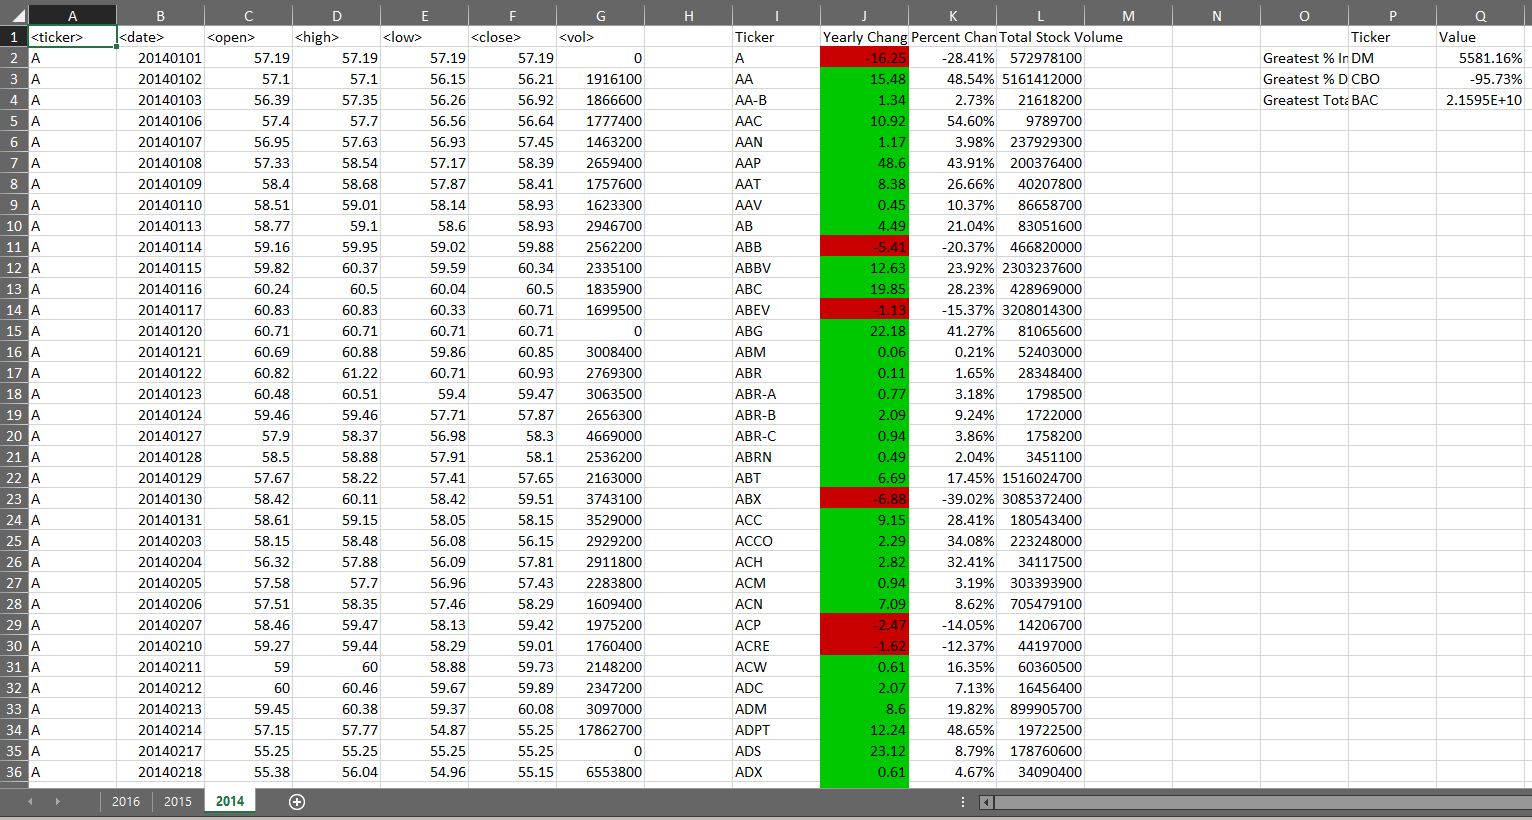 A B C D E F G H I J K L M N O P Q
1 <ticker> <date> <open> <high> <low> <close> <vol> Ticker Yearly Chang Percent Chan Total Stock Volume Ticker Value
2 A 20140101 57.19 57.19 57.19 57.19 0 A -16.25 -28.41% 572978100 Greatest % In DM 5581.16%
3 A 20140102 57.1 57.1 56.15 56.21 1916100 AA 15.48 48.54% 5161412000 Greatest % D CBO -95.73%
4 A 20140103 56.39 57.35 56.26 56.92 1866600 AA-B 1.34 2.73% 21618200 Greatest Tota BAC 2.1595E+10
5 A 20140106 57.4 57.7 56.56 56.64 1777400 AAC 10.92 54.60% 9789700
6 A 20140107 56.95 57.63 56.93 57.45 1463200 AAN 1.17 3.98% 237929300
7 A 20140108 57.33 58.54 57.17 58.39 2659400 AAP 48.6 43.91% 200376400
8 A 20140109 58.4 58.68 57.87 58.41 1757600 AAT 8.38 26.66% 40207800
9 A 20140110 58.51 59.01 58.14 58.93 1623300 AAV 0.45 10.37% 86658700
10 A 20140113 58.77 59.1 58.6 58.93 2946700 AB 4.49 21.04% 83051600
11 A 20140114 59.16 59.95 59.02 59.88 2562200 ABB -5.41 -20.37% 466820000
12 A 20140115 59.82 60.37 59.59 60.34 2335100 ABBV 12.63 23.92% 2303237600
13 A 20140116 60.24 60.5 60.04 60.5 1835900 ABC 19.85 28.23% 428969000
14 A 20140117 60.83 60.83 60.33 60.71 1699500 ABEV -1.13 -15.37% 3208014300
15 A 20140120 60.71 60.71 60.71 60.71 0 ABG 22.18 41.27% 81065600
16 A 20140121 60.69 60.88 59.86 60.85 3008400 ABM 0.06 0.21% 52403000
17 A 20140122 60.82 61.22 60.71 60.93 2769300 ABR 0.11 1.65% 28348400
18 A 20140123 60.48 60.51 59.4 59.47 3063500 ABR-A 0.77 3.18% 1798500
19 A 20140124 59.46 59.46 57.71 57.87 2656300 ABR-B 2.09 9.24% 1722000
20 A 20140127 57.9 58.37 56.98 58.3 4669000 ABR-C 0.94 3.86% 1758200
21 A 20140128 58.5 58.88 57.91 58.1 2536200 ABRN 0.49 2.04% 3451100
22 A 20140129 57.67 58.22 57.41 57.65 2163000 ABT 6.69 17.45% 1516024700
23 A 20140130 58.42 60.11 58.42 59.51 3743100 ABX -6.88 -39.02% 3085372400
24 A 20140131 58.61 59.15 58.05 58.15 3529000 ACC 9.15 28.41% 180543400
25 A 20140203 58.15 58.48 56.08 56.15 2929200 ACCO 2.29 34.08% 223248000
26 A 20140204 56.32 57.88 56.09 57.81 2911800 ACH 2.82 32.41% 34117500
27 A 20140205 57.58 57.7 56.96 57.43 2283800 ACM 0.94 3.19% 303393900
28 A 20140206 57.51 58.35 57.46 58.29 1609400 ACN 7.09 8.62% 705479100
29 A 20140207 58.46 59.47 58.13 59.42 1975200 ACP -2.47 -14.05% 14206700
30 A 20140210 59.27 59.44 58.29 59.01 1760400 ACRE -1.62 -12.37% 44197000
31 A 20140211 59 60 58.88 59.73 2148200 ACW 0.61 16.35% 60360500
32 A 20140212 60 60.46 59.67 59.89 2347200 ADC 2.07 7.13% 16456400
33 A 20140213 59.45 60.38 59.37 60.08 3097000 ADM 8.6 19.82% 899905700
34 A 20140214 57.15 57.77 54.87 55.25 17862700 ADPT 12.24 48.65% 19722500
35 A 20140217 55.25 55.25 55.25 55.25 0 ADS 23.12 8.79% 178760600
36 A 20140218 55.38 56.04 54.96 55.15 6553800 ADX 0.61 4.67% 34090400
2016 2015 2014